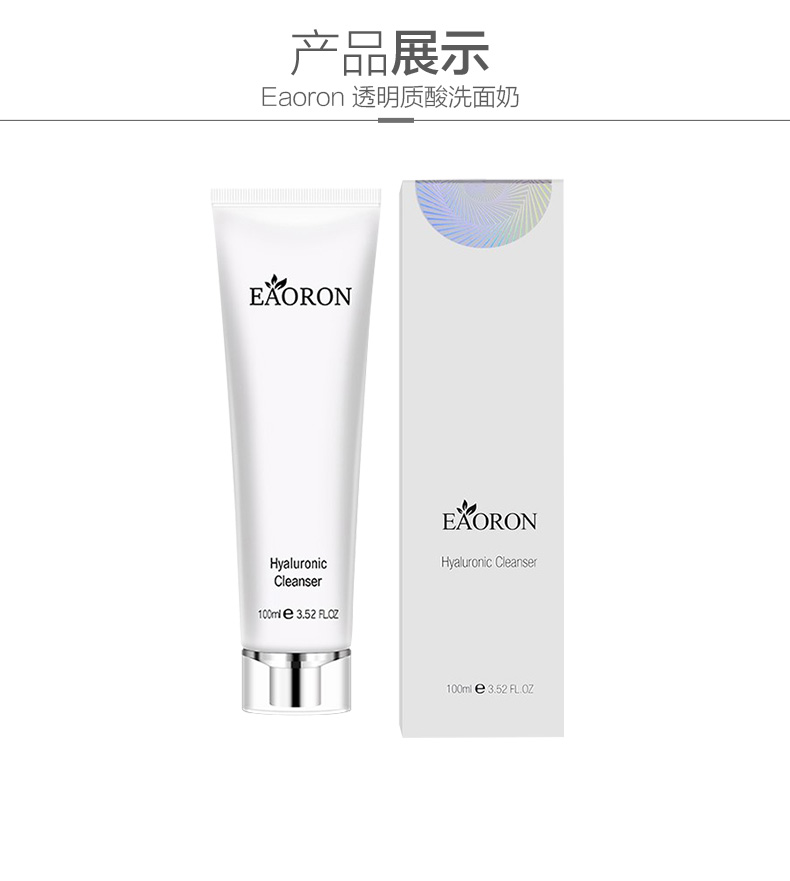 产品展示
Eaoron 透明质酸洗面奶
EAORON
Hyaluronic
Cleanser
100ml e 3.52 FL.OZ
EAORON
Hyaluronic Cleanser
100ml e 3.52 FL.OZ